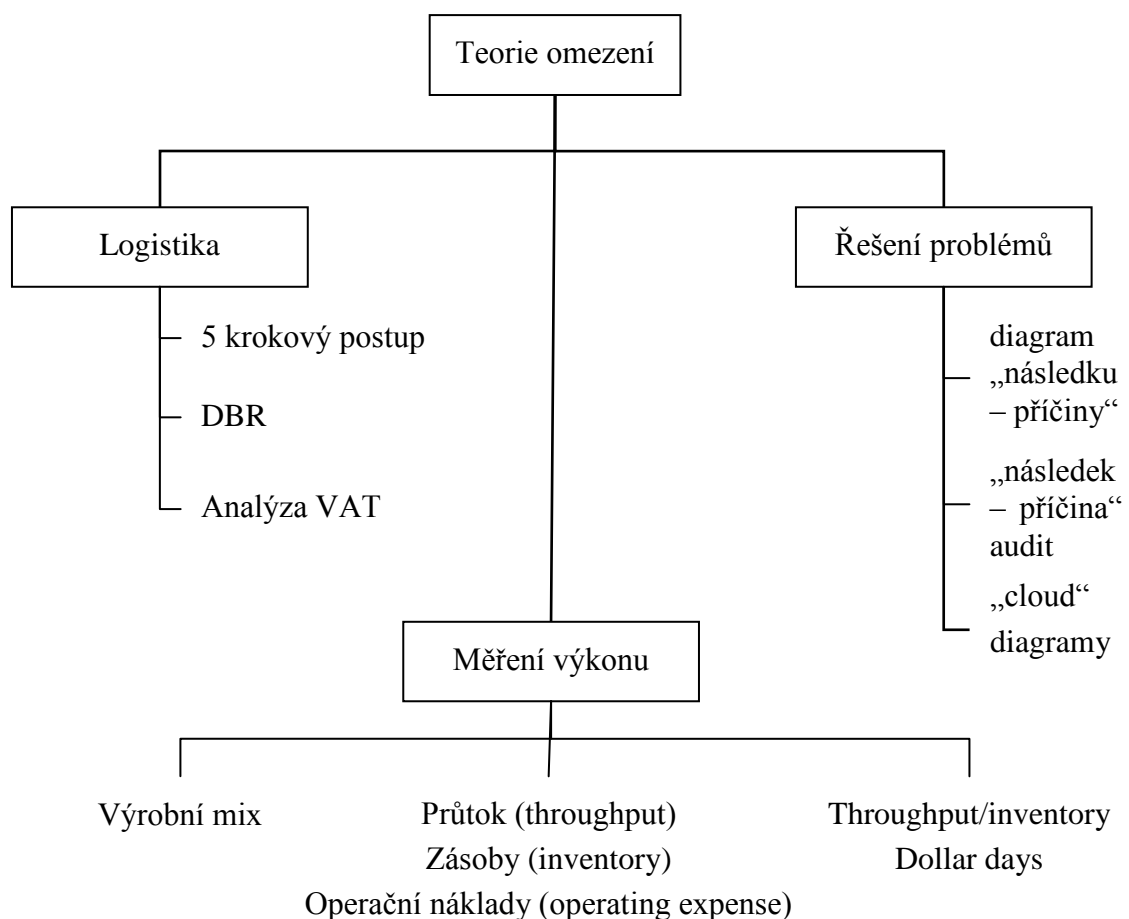 Teorie omezení
Logistika
5 krokový postup
DBR
Analýza VAT
Řešení problémů
diagram
„následku
– příčiny“
„následek
– příčina“
audit
„cloud“
diagramy
Měření výkonu
Výrobní mix
Průtok (throughput)
Zásoby (inventory)
Operační náklady (operating expense)
Throughput/inventory
Dollar days